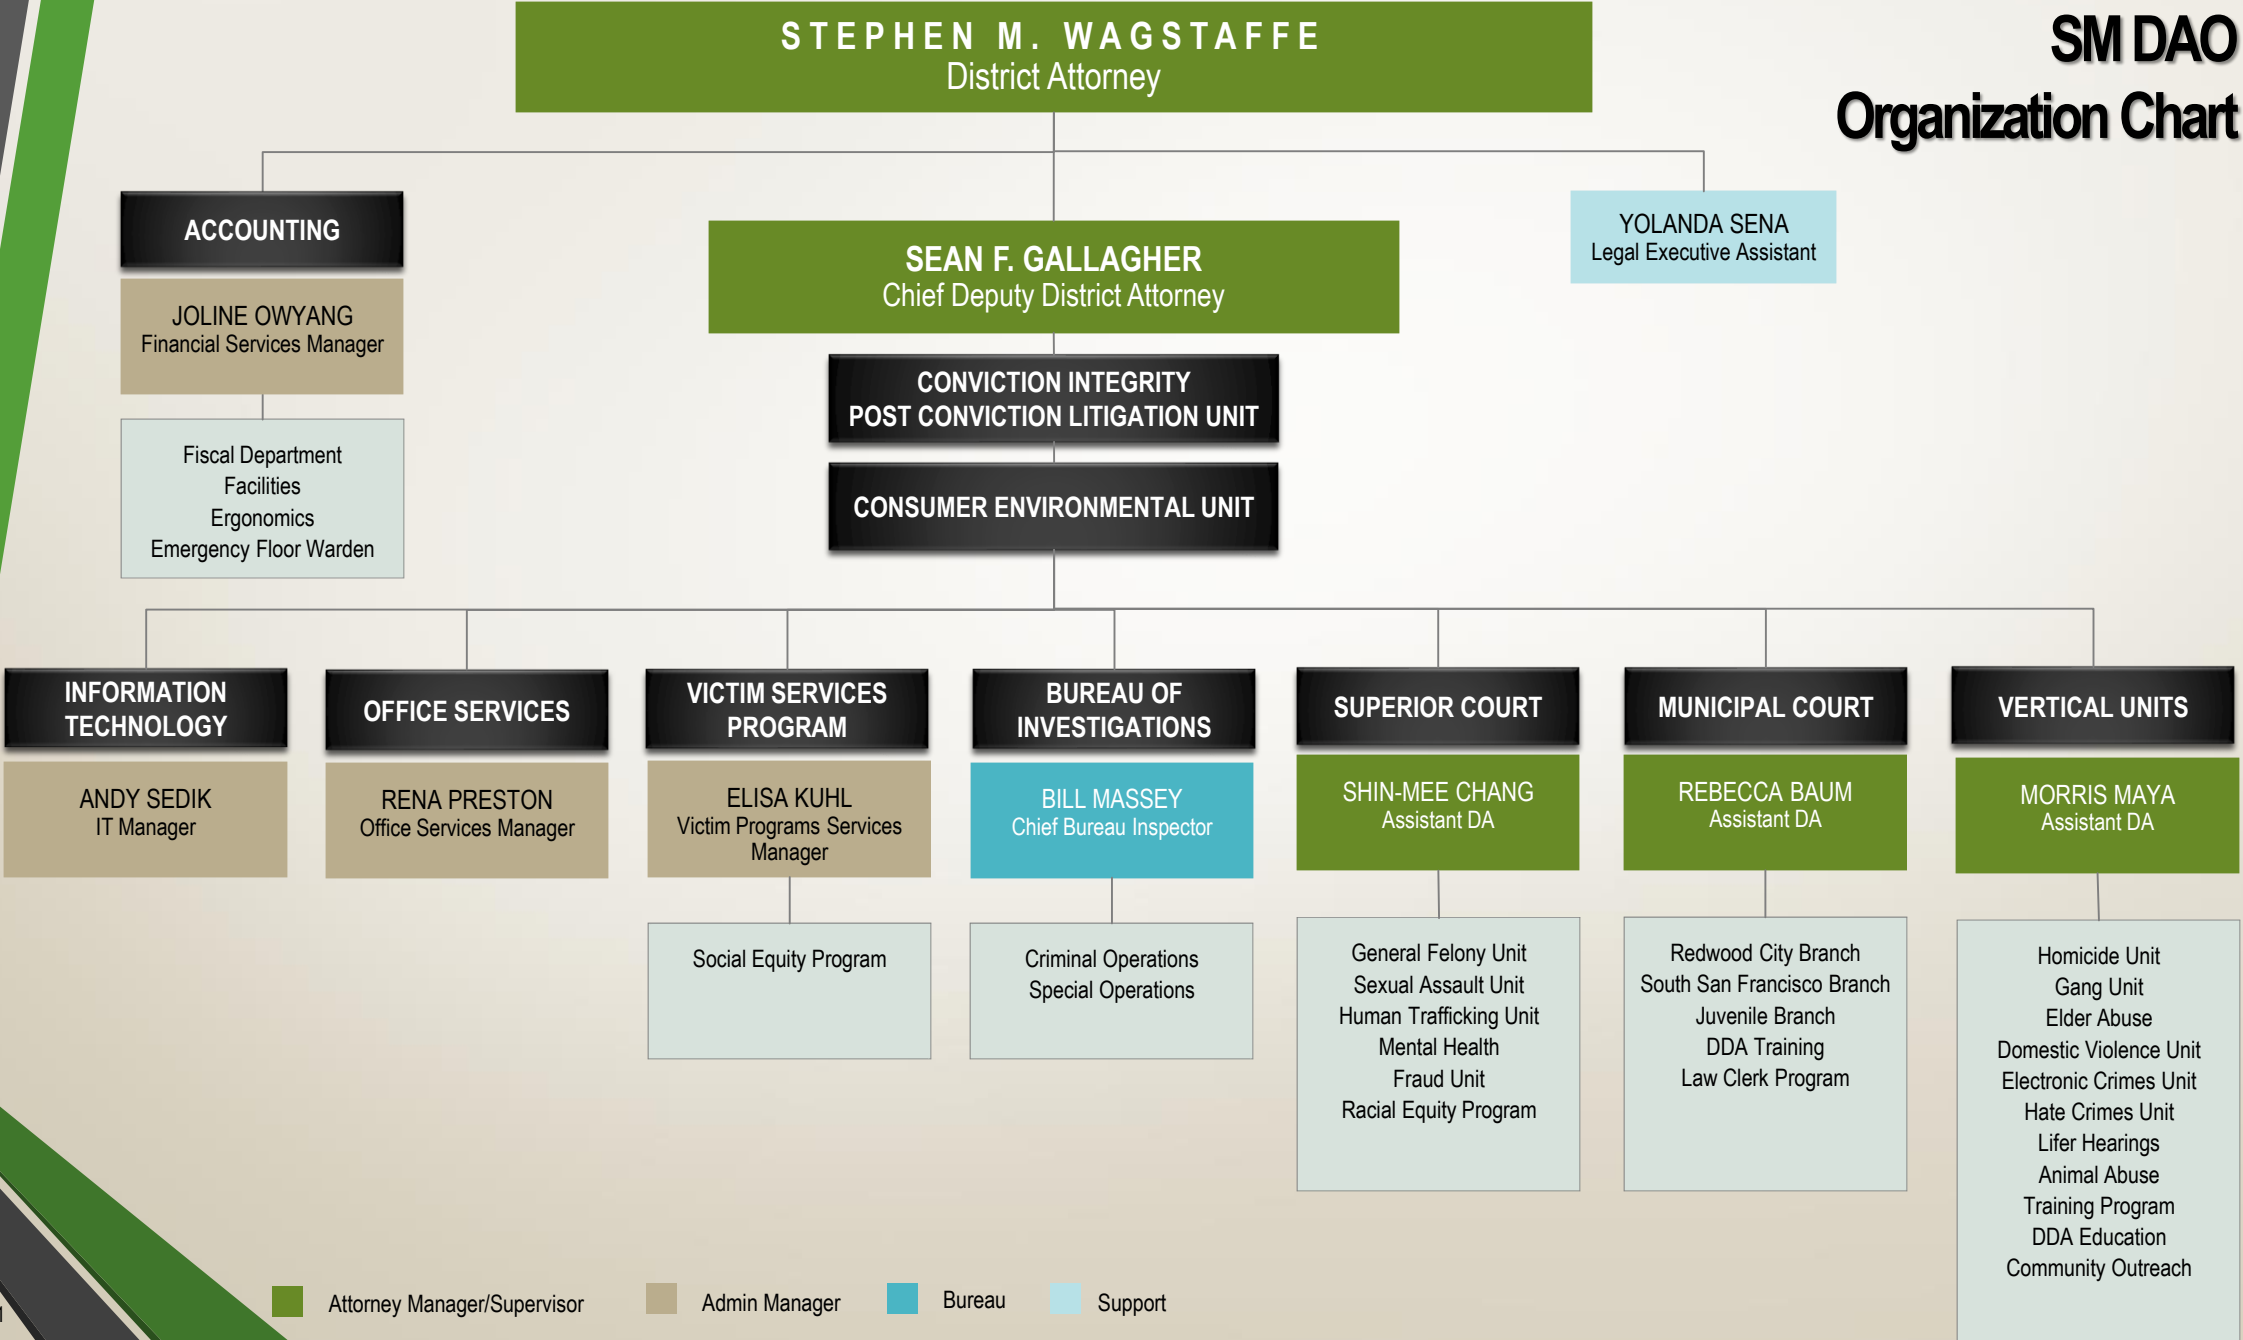 STEPHEN M. WAGSTAFFE
District Attorney
SM DAO
Organization Chart
ACCOUNTING
JOLINE OWYANG
Financial Services Manager
Fiscal Department
Facilities
Ergonomics
Emergency Floor Warden
SEAN F. GALLAGHER
Chief Deputy District Attorney
YOLANDA SENA
Legal Executive Assistant
CONVICTION INTEGRITY
POST CONVICTION LITIGATION UNIT
CONSUMER ENVIRONMENTAL UNIT
INFORMATION
TECHNOLOGY
ANDY SEDIK
IT Manager
OFFICE SERVICES
RENA PRESTON
Office Services Manager
VICTIM SERVICES
PROGRAM
ELISA KUHL
Victim Programs Services
Manager
Social Equity Program
BUREAU OF
INVESTIGATIONS
BILL MASSEY
Chief Bureau Inspector
Criminal Operations
Special Operations
SUPERIOR COURT
SHIN-MEE CHANG
Assistant DA
General Felony Unit
Sexual Assault Unit
Human Trafficking Unit
Mental Health
Fraud Unit
Racial Equity Program
MUNICIPAL COURT
REBECCA BAUM
Assistant DA
Redwood City Branch
South San Francisco Branch
Juvenile Branch
DDA Training
Law Clerk Program
VERTICAL UNITS
MORRIS MAYA
Assistant DA
Homicide Unit
Gang Unit
Elder Abuse
Domestic Violence Unit
Electronic Crimes Unit
Hate Crimes Unit
Lifer Hearings
Animal Abuse
Training Program
DDA Education
Community Outreach
Attorney Manager/Supervisor
Admin Manager
Bureau
Support